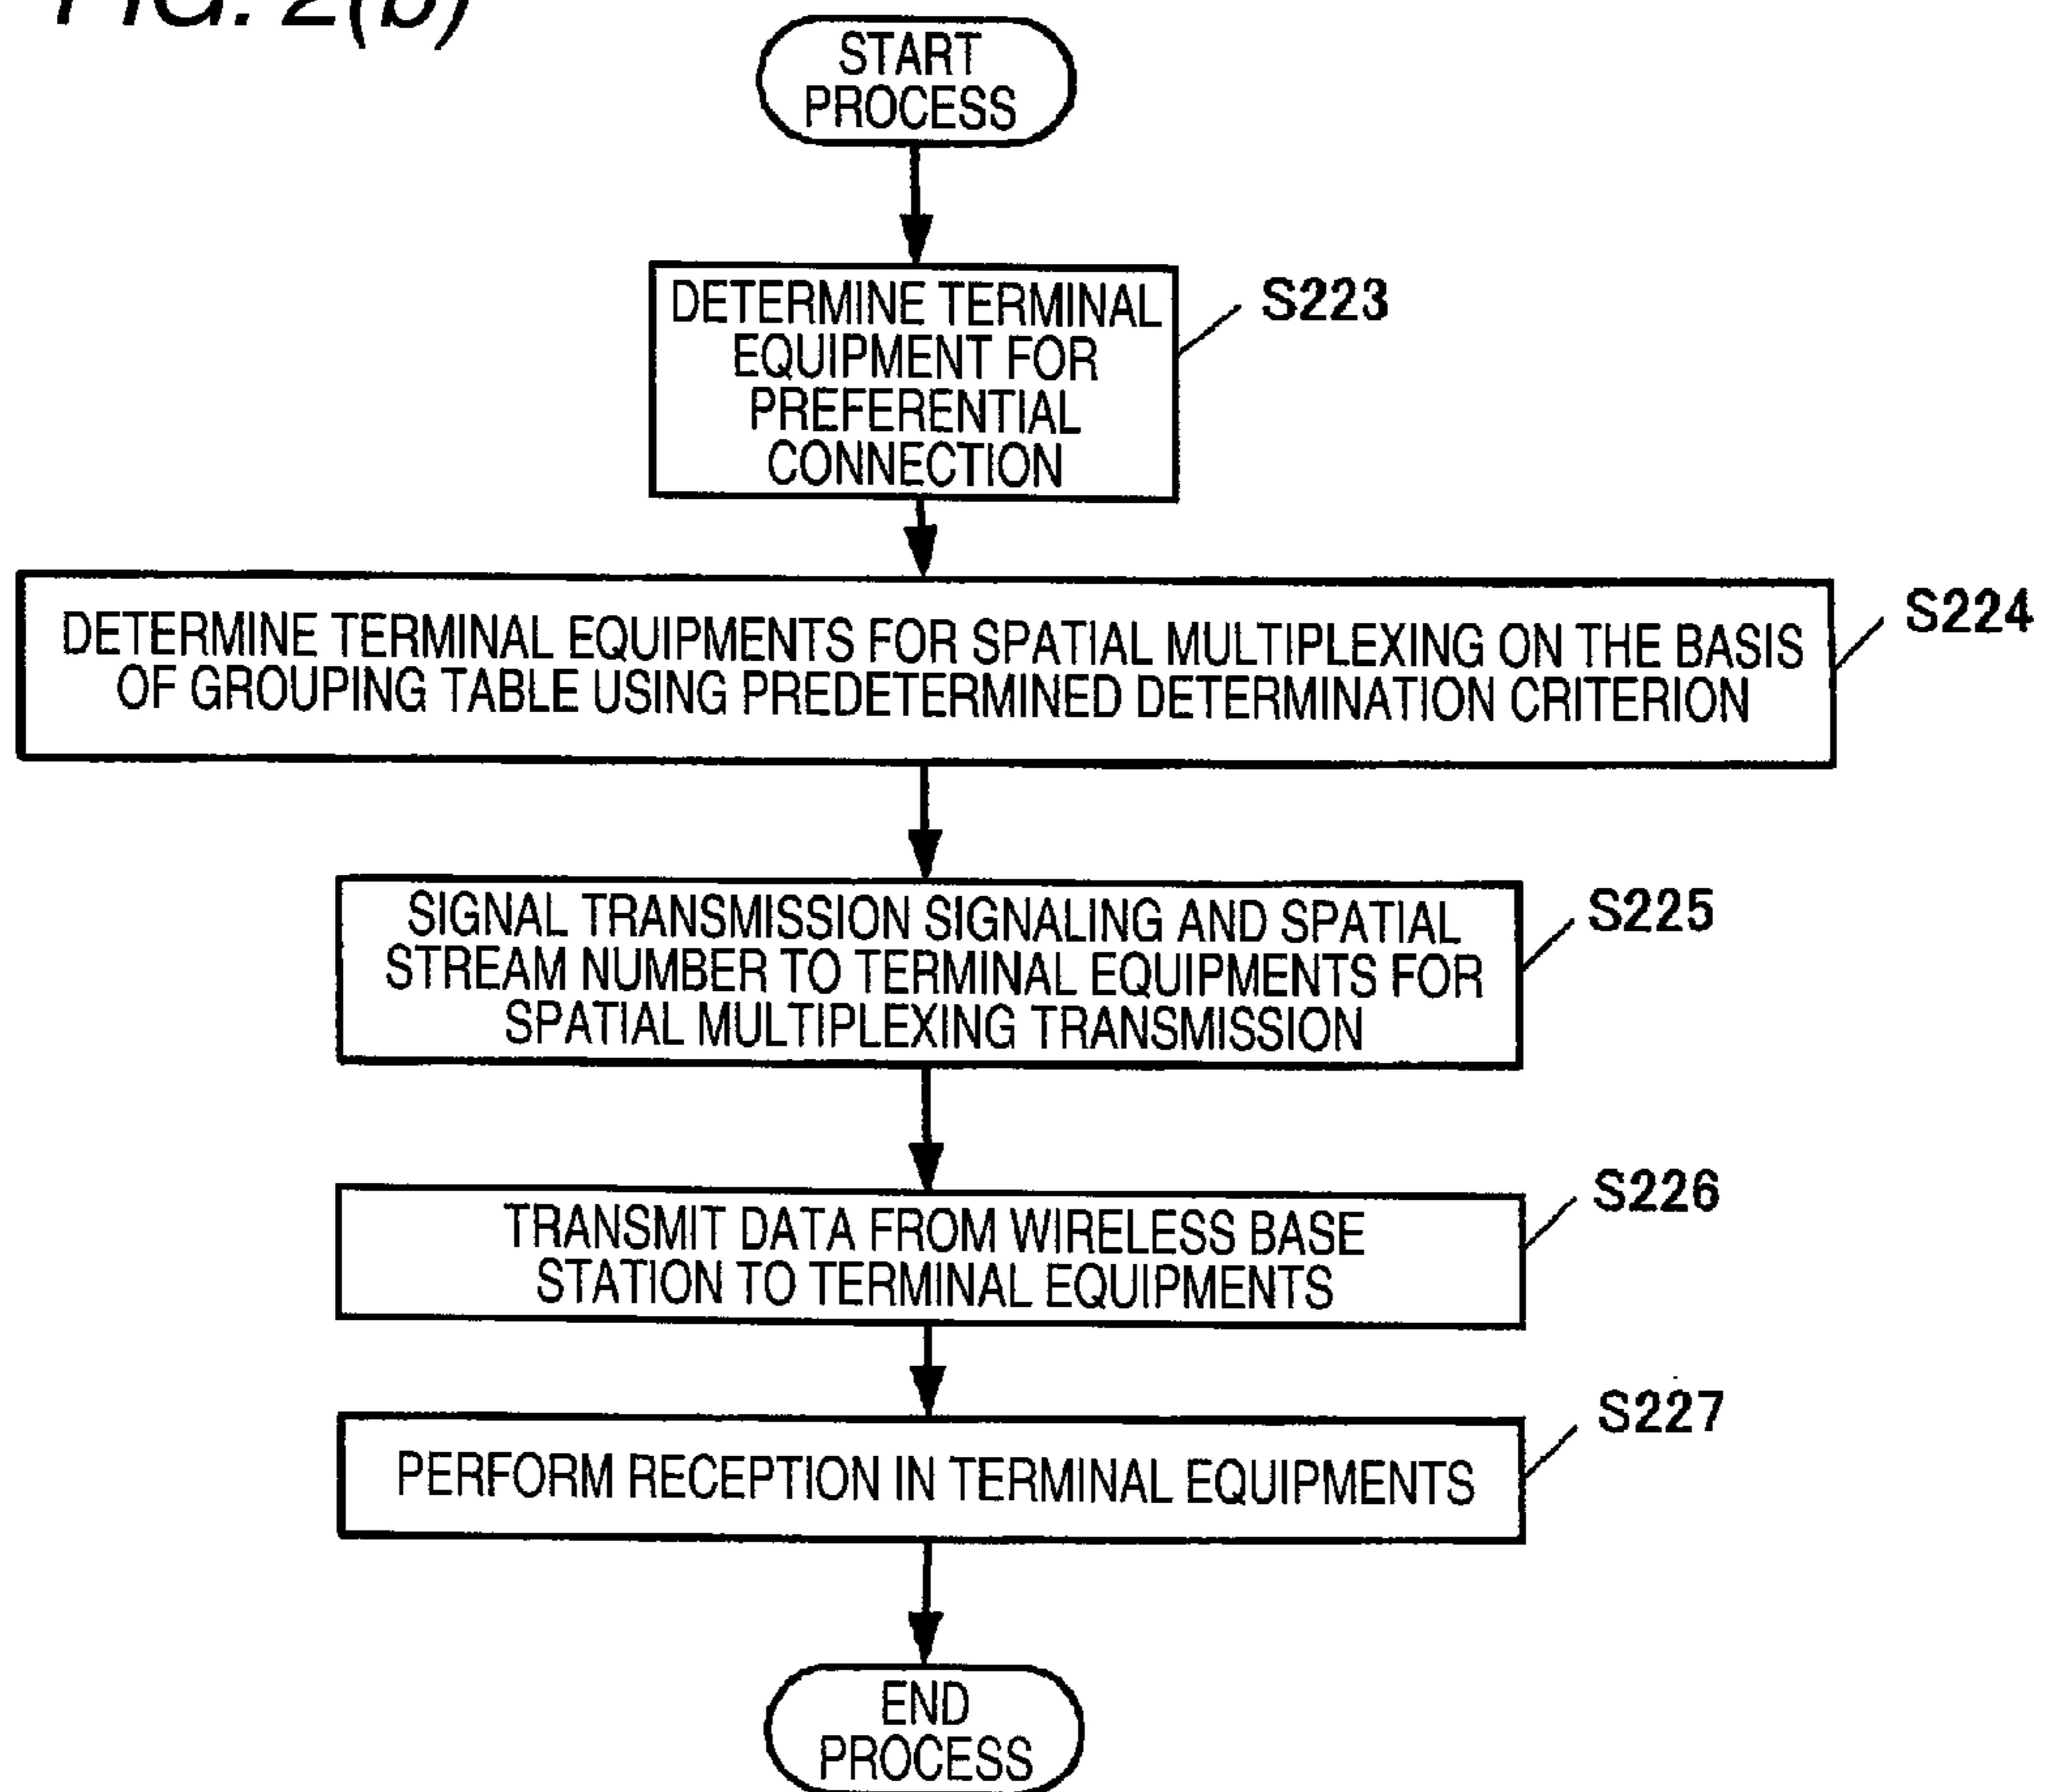 FIG. 2(b)
START
PROCESS
DETERMINE TERMINAL
EQUIPMENT FOR
PREFERENTIAL
CONNECTION
S223
DETERMINE TERMINAL EQUIPMENTS FOR SPATIAL MULTIPLEXING ON THE BASIS
OF GROUPING TABLE USING PREDETERMINED DETERMINATION CRITERION
S224
SIGNAL TRANSMISSION SIGNALING AND SPATIAL
STREAM NUMBER TO TERMINAL EQUIPMENTS FOR
SPATIAL MULTIPLEXING TRANSMISSION
S225
TRANSMIT DATA FROM WIRELESS BASE
STATION TO TERMINAL EQUIPMENTS
S226
PERFORM RECEPTION IN TERMINAL EQUIPMENTS
S227
END
PROCESS